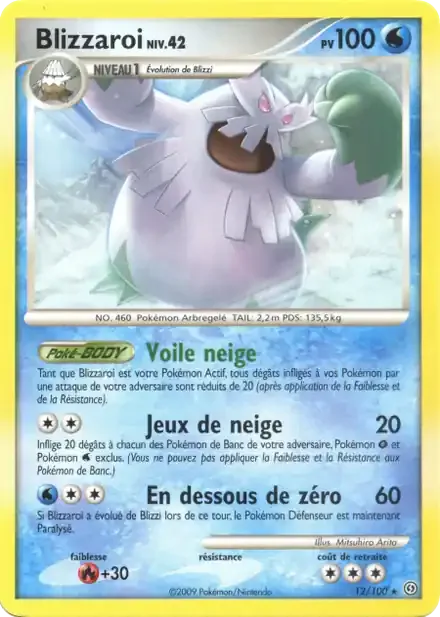 Blizzaroi NIV.42 PV 100
NIVEAU 1 Évolution de Blizzi
NO. 460 Pokémon Arbregelé TAIL: 2,2m PDS: 135,5kg
Poké-BODY Voile neige
Tant que Blizzaroi est votre Pokémon Actif, tous dégâts infligés à vos Pokémon par
une attaque de votre adversaire sont réduits de 20 (après application de la Faiblesse et
de la Résistance).
Jeux de neige 20
Inflige 20 dégâts à chacun des Pokémon de Banc de votre adversaire, Pokémon et
Pokémon exclus. (Vous ne pouvez pas appliquer la Faiblesse et la Résistance aux
Pokémon de Banc.)
En dessous de zéro 60
Si Blizzaroi a évolué de Blizzi lors de ce tour, le Pokémon Défenseur est maintenant
Paralysé.
Illus. Mitsuhiro Arita
faiblesse résistance coût de retraite
+30
©2009 Pokémon/Nintendo 12/100 ★